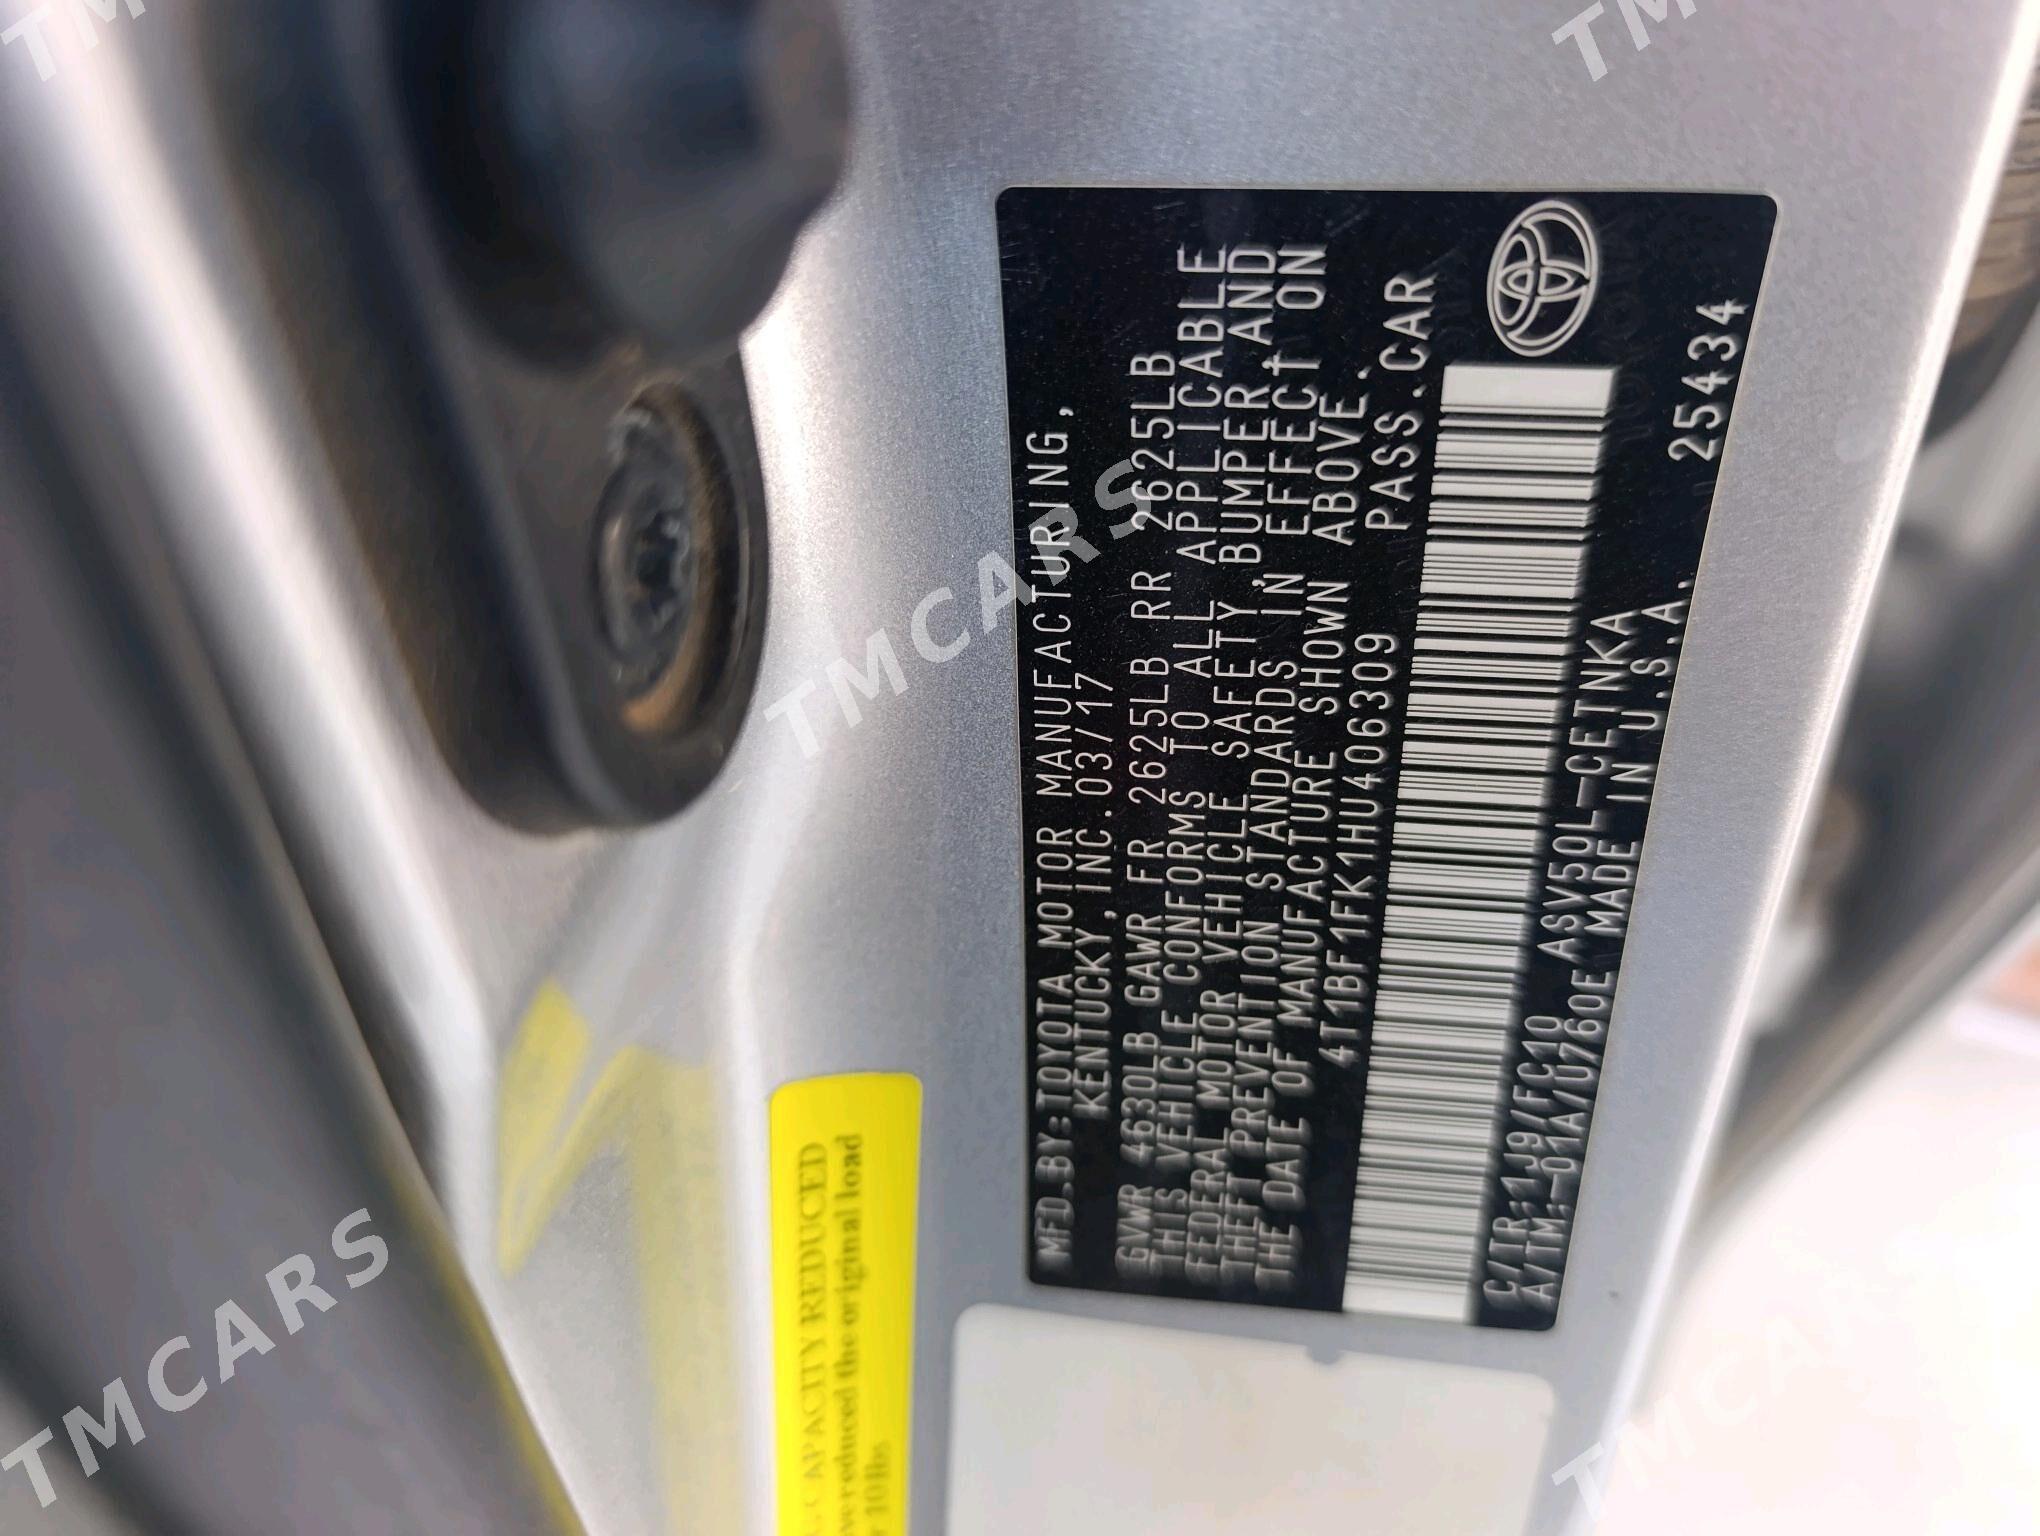 MFD.BY:TOYOTA MOTOR MANUFACTURING,
KENTUCKY,INC.03/17
GVWR 4630LB GAWR FR 2625LB RR 2625LB
THIS VEHICLE CONFORMS TO ALL APPLICABLE
FEDERAL MOTOR VEHICLE SAFETY,BUMPER,AND
THEFT PREVENTION STANDARDS IN EFFECT ON
THE DATE OF MANUFACTURE SHOWN ABOVE.
4T1BF1FK1HU406309 PASS.CAR
C/TR:1J9/FC10 ASV50L-CETNKA
A/TM:-01A/U760E MADE IN U.S.A. 25434
CAPACITY REDUCED
reduced the original load
10lbs
TMCARS
TMCARS
TMCARS